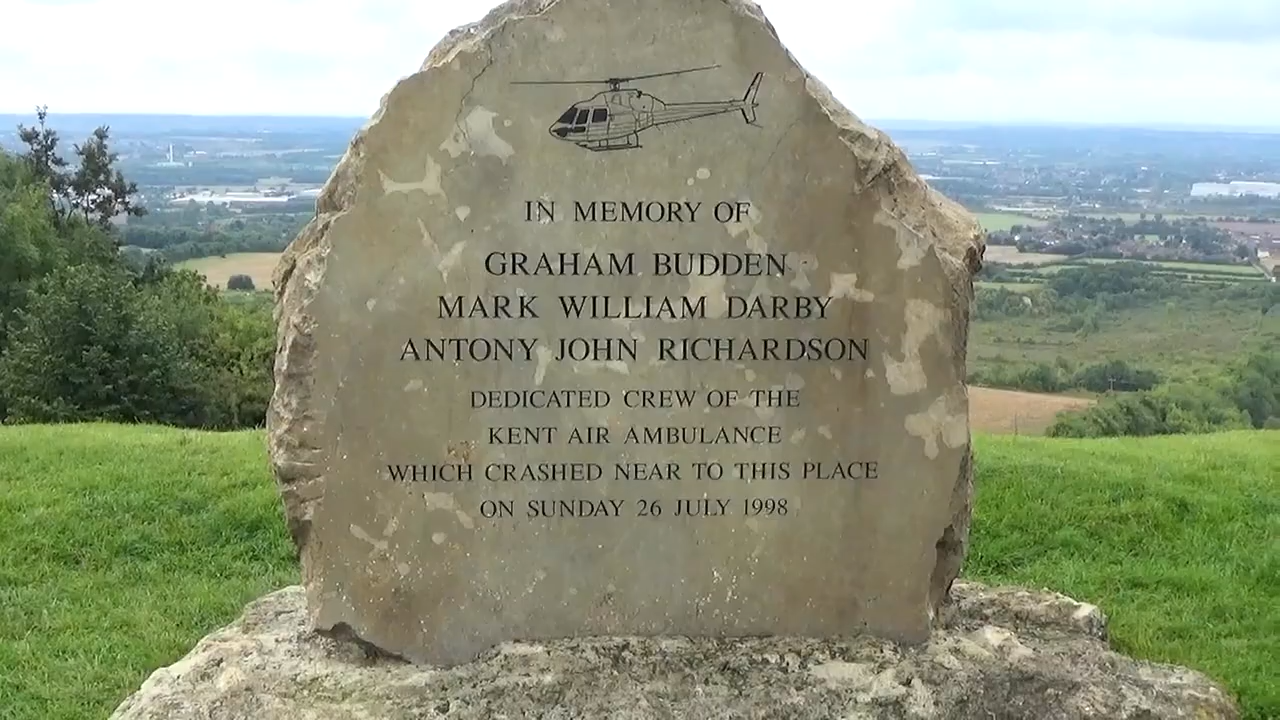 IN MEMORY OF
GRAHAM BUDDEN
MARK WILLIAM DARBY
ANTONY JOHN RICHARDSON
DEDICATED CREW OF THE
KENT AIR AMBULANCE
WHICH CRASHED NEAR TO THIS PLACE
ON SUNDAY 26 JULY 1998